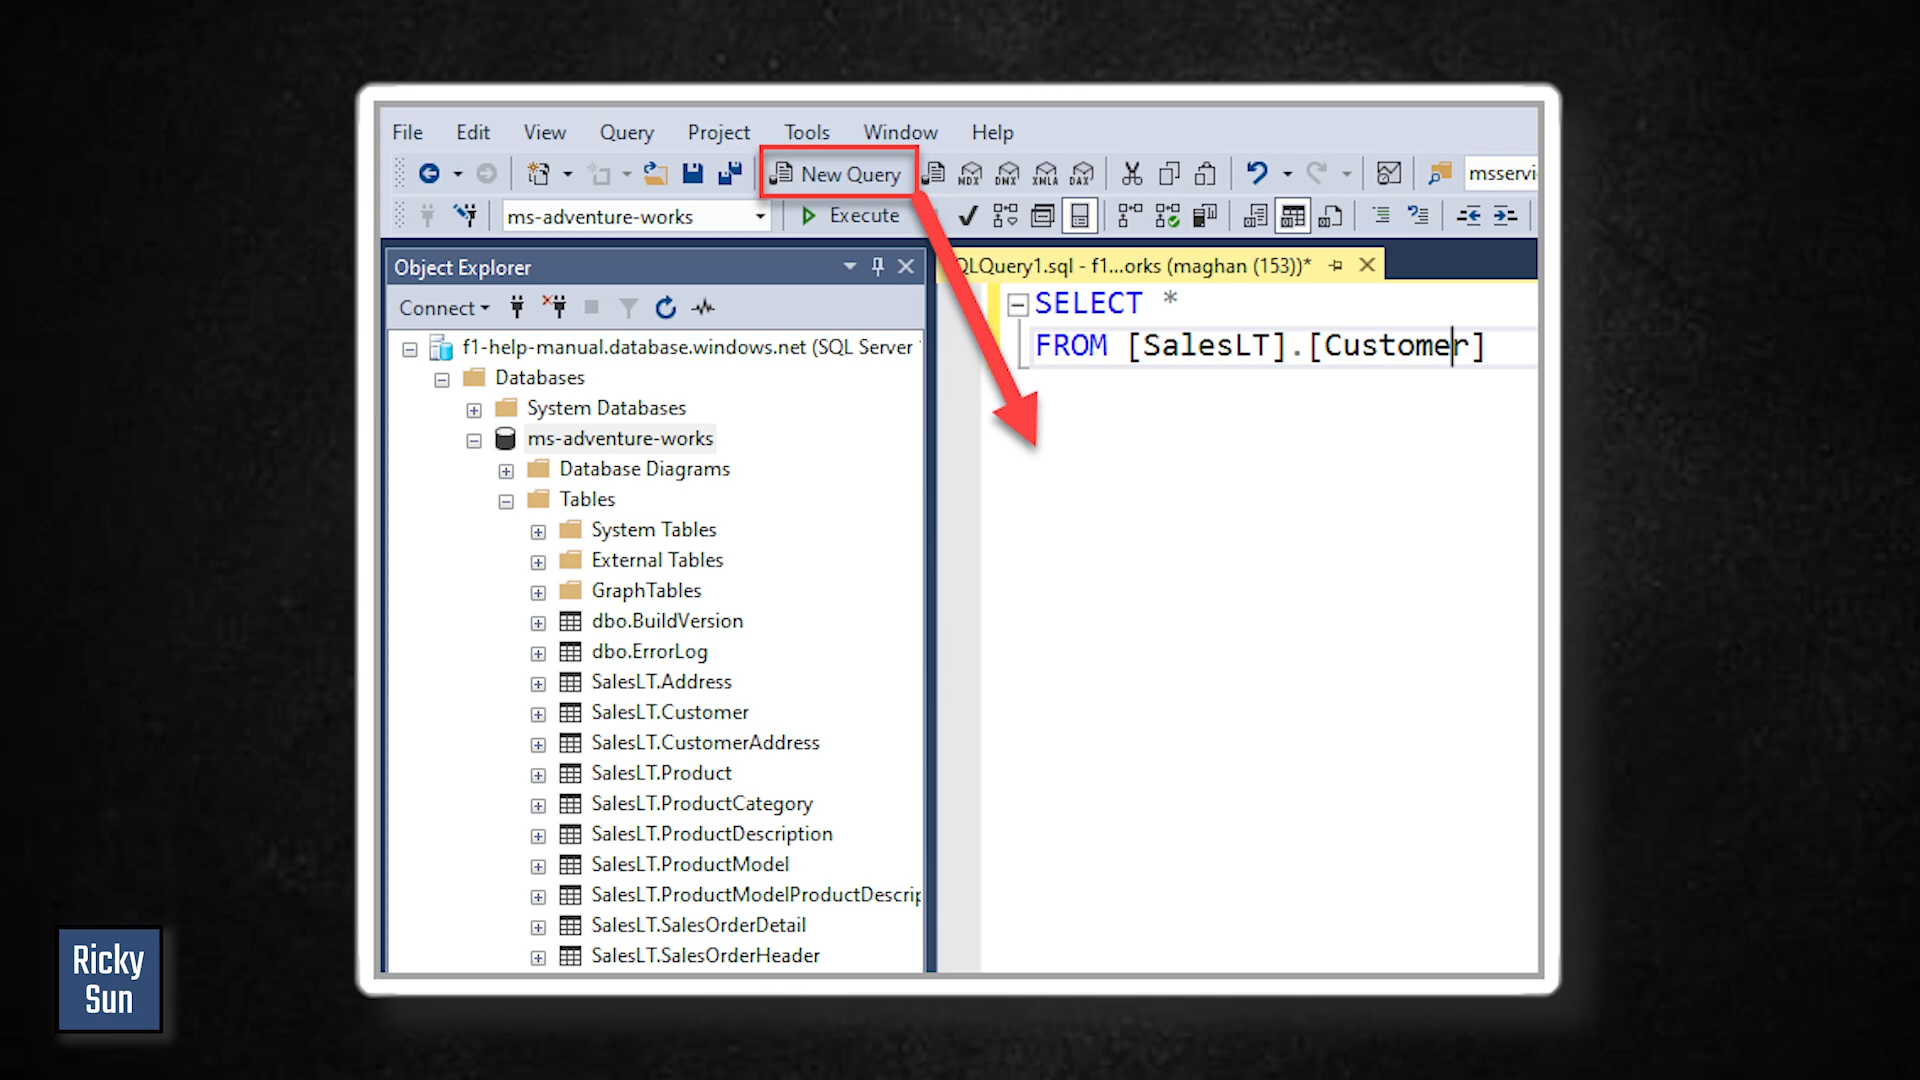 File Edit View Query Project Tools Window Help
New Query MDX DMX XMLA DAX msservi
ms-adventure-works Execute
Object Explorer
QLQuery1.sql - f1...orks (maghan (153))*
Connect
SELECT *
FROM [SalesLT].[Customer]
f1-help-manual.database.windows.net (SQL Server
Databases
System Databases
ms-adventure-works
Database Diagrams
Tables
System Tables
External Tables
GraphTables
dbo.BuildVersion
dbo.ErrorLog
SalesLT.Address
SalesLT.Customer
SalesLT.CustomerAddress
SalesLT.Product
SalesLT.ProductCategory
SalesLT.ProductDescription
SalesLT.ProductModel
SalesLT.ProductModelProductDescrip
SalesLT.SalesOrderDetail
SalesLT.SalesOrderHeader
Ricky
Sun